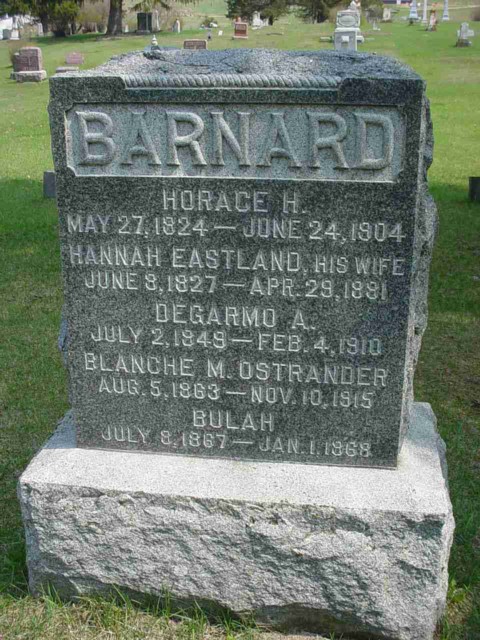 BARNARD
HORACE H.
MAY 27, 1824 — JUNE 24, 1904
HANNAH EASTLAND, HIS WIFE
JUNE 8, 1827 — APR. 29, 1881
DEGARMO A.
JULY 2, 1849 — FEB. 4, 1910
BLANCHE M. OSTRANDER
AUG. 5, 1863 — NOV. 10, 1915
BULAH
JULY 8, 1867 — JAN. 1, 1868